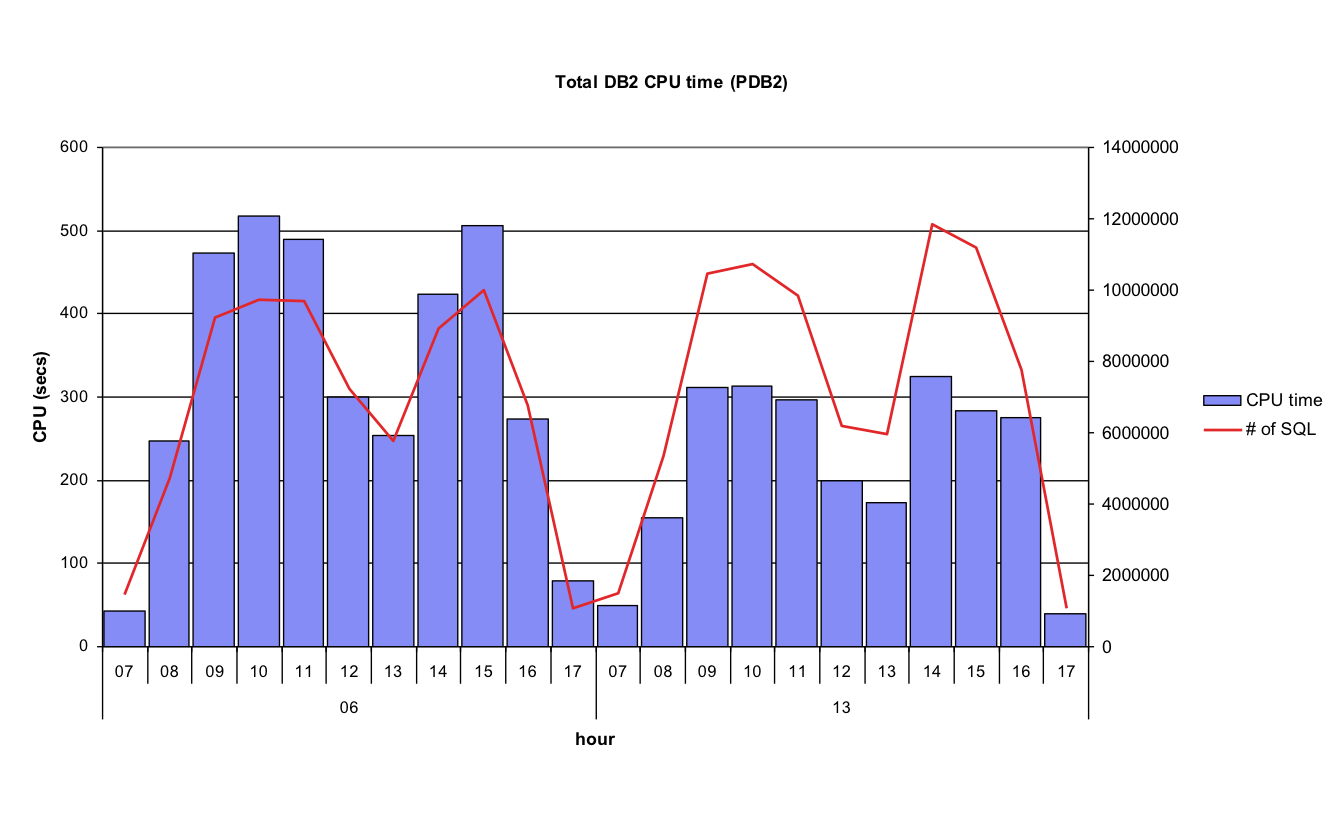 Total DB2 CPU time (PDB2)
600
500
400
300
200
100
0
CPU (secs)
14000000
12000000
10000000
8000000
6000000
4000000
2000000
0
CPU time
# of SQL
07 08 09 10 11 12 13 14 15 16 17 07 08 09 10 11 12 13 14 15 16 17
06 13
hour